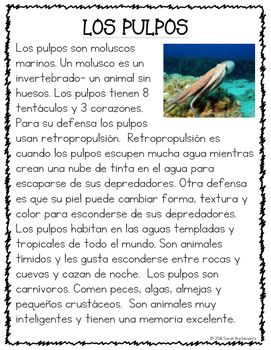 LOS PULPOS
Los pulpos son moluscos
marinos. Un molusco es un
invertebrado- un animal sin
huesos. Los pulpos tienen 8
tentáculos y 3 corazones.
Para su defensa los pulpos
usan retropropulsión. Retropropulsión es
cuando los pulpos escupen mucha agua mientras
crean una nube de tinta en el agua para
escaparse de sus depredadores. Otra defensa
es que su piel puede cambiar forma, textura y
color para esconderse de sus depredadores.
Los pulpos habitan en las aguas templadas y
tropicales de todo el mundo. Son animales
tímidos y les gusta esconderse entre rocas y
cuevas y cazan de noche. Los pulpos son
carnívoros. Comen peces, algas, almejas y
pequeños crustáceos. Son animales muy
inteligentes y tienen una memoria excelente.